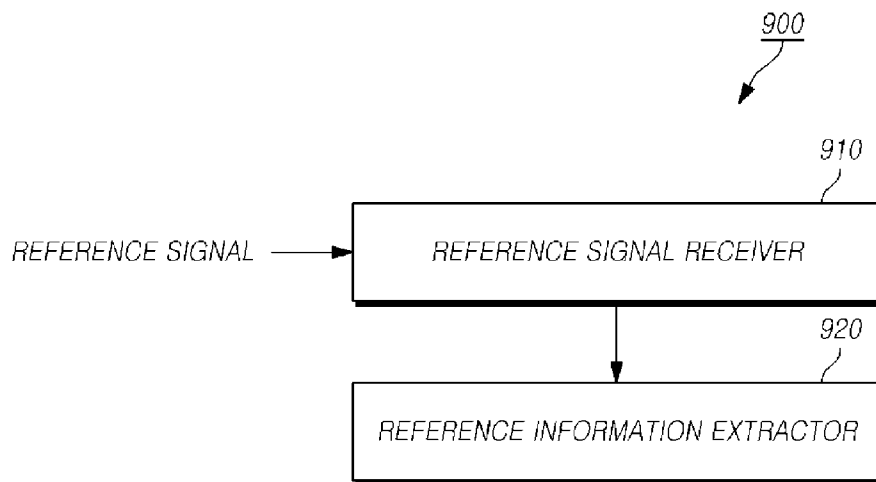 900
910
REFERENCE SIGNAL
REFERENCE SIGNAL RECEIVER
920
REFERENCE INFORMATION EXTRACTOR